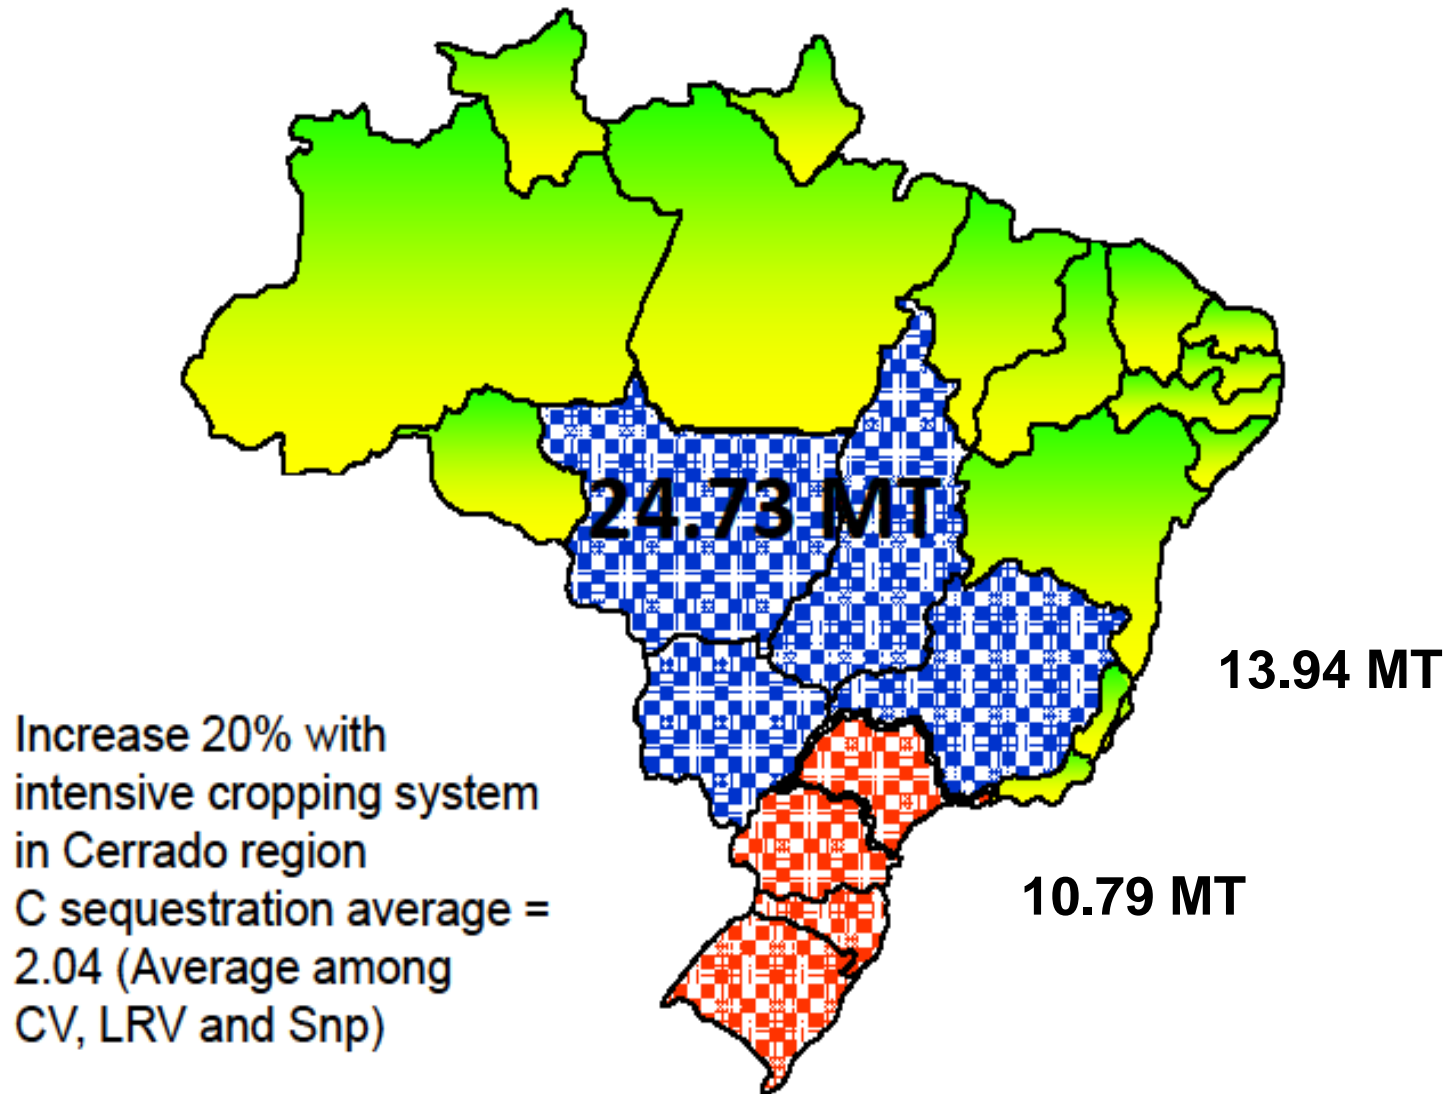 24.73 MT
13.94 MT
Increase 20% with
intensive cropping system
in Cerrado region
C sequestration average =
2.04 (Average among
CV, LRV and Snp)
10.79 MT